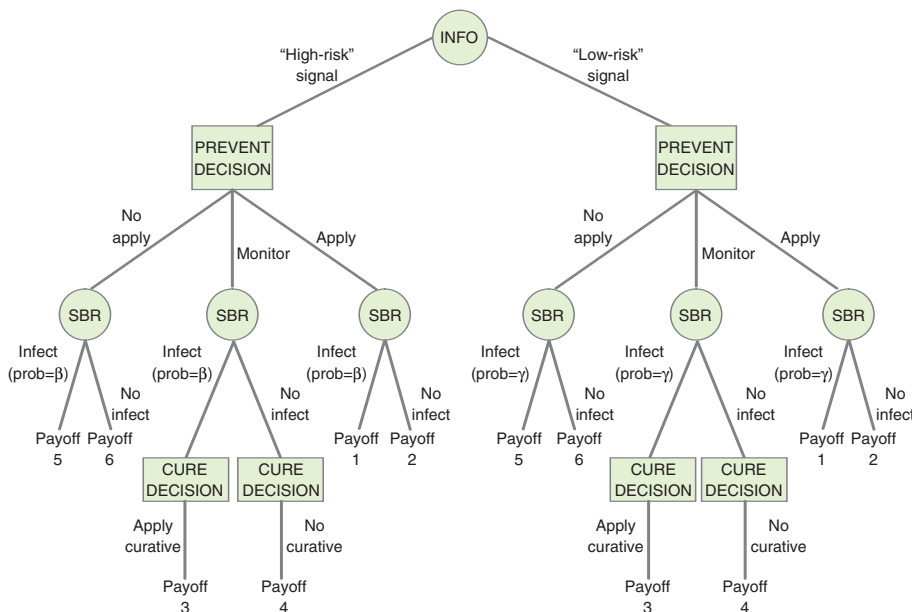 INFO
“High-risk”
signal
“Low-risk”
signal
PREVENT
DECISION
PREVENT
DECISION
No
apply
Monitor
Apply
No
apply
Monitor
Apply
SBR
SBR
SBR
SBR
SBR
SBR
Infect
(prob=β)
No
infect
Infect
(prob=β)
No
infect
Infect
(prob=β)
No
infect
Infect
(prob=γ)
No
infect
Infect
(prob=γ)
No
infect
Infect
(prob=γ)
No
infect
Payoff
5
Payoff
6
Payoff
1
Payoff
2
Payoff
5
Payoff
6
Payoff
1
Payoff
2
CURE
DECISION
CURE
DECISION
CURE
DECISION
CURE
DECISION
Apply
curative
No
curative
Apply
curative
No
curative
Payoff
3
Payoff
4
Payoff
3
Payoff
4